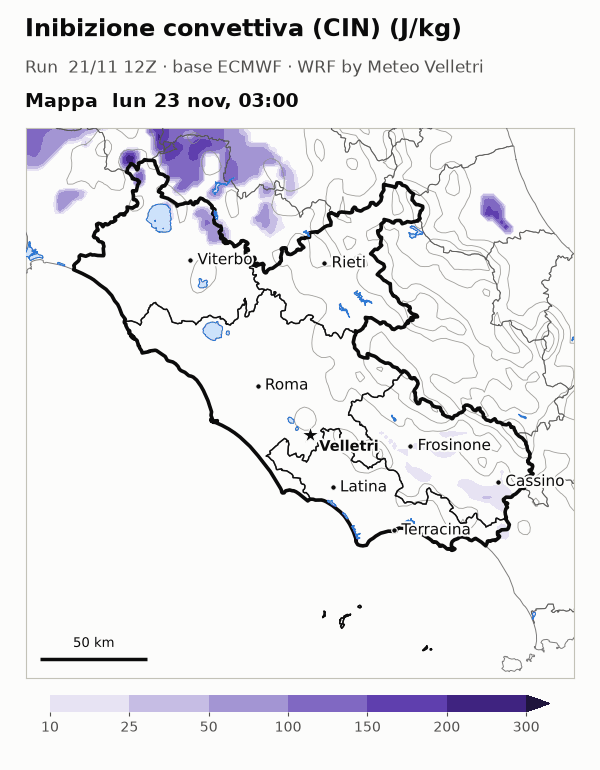 Inibizione convettiva (CIN) (J/kg)
Run  21/11 12Z · base ECMWF · WRF by Meteo Velletri
Mappa  lun 23 nov, 03:00
Viterbo
Rieti
Roma
Velletri
Frosinone
Cassino
Latina
Terracina
50 km
10 25 50 100 150 200 300